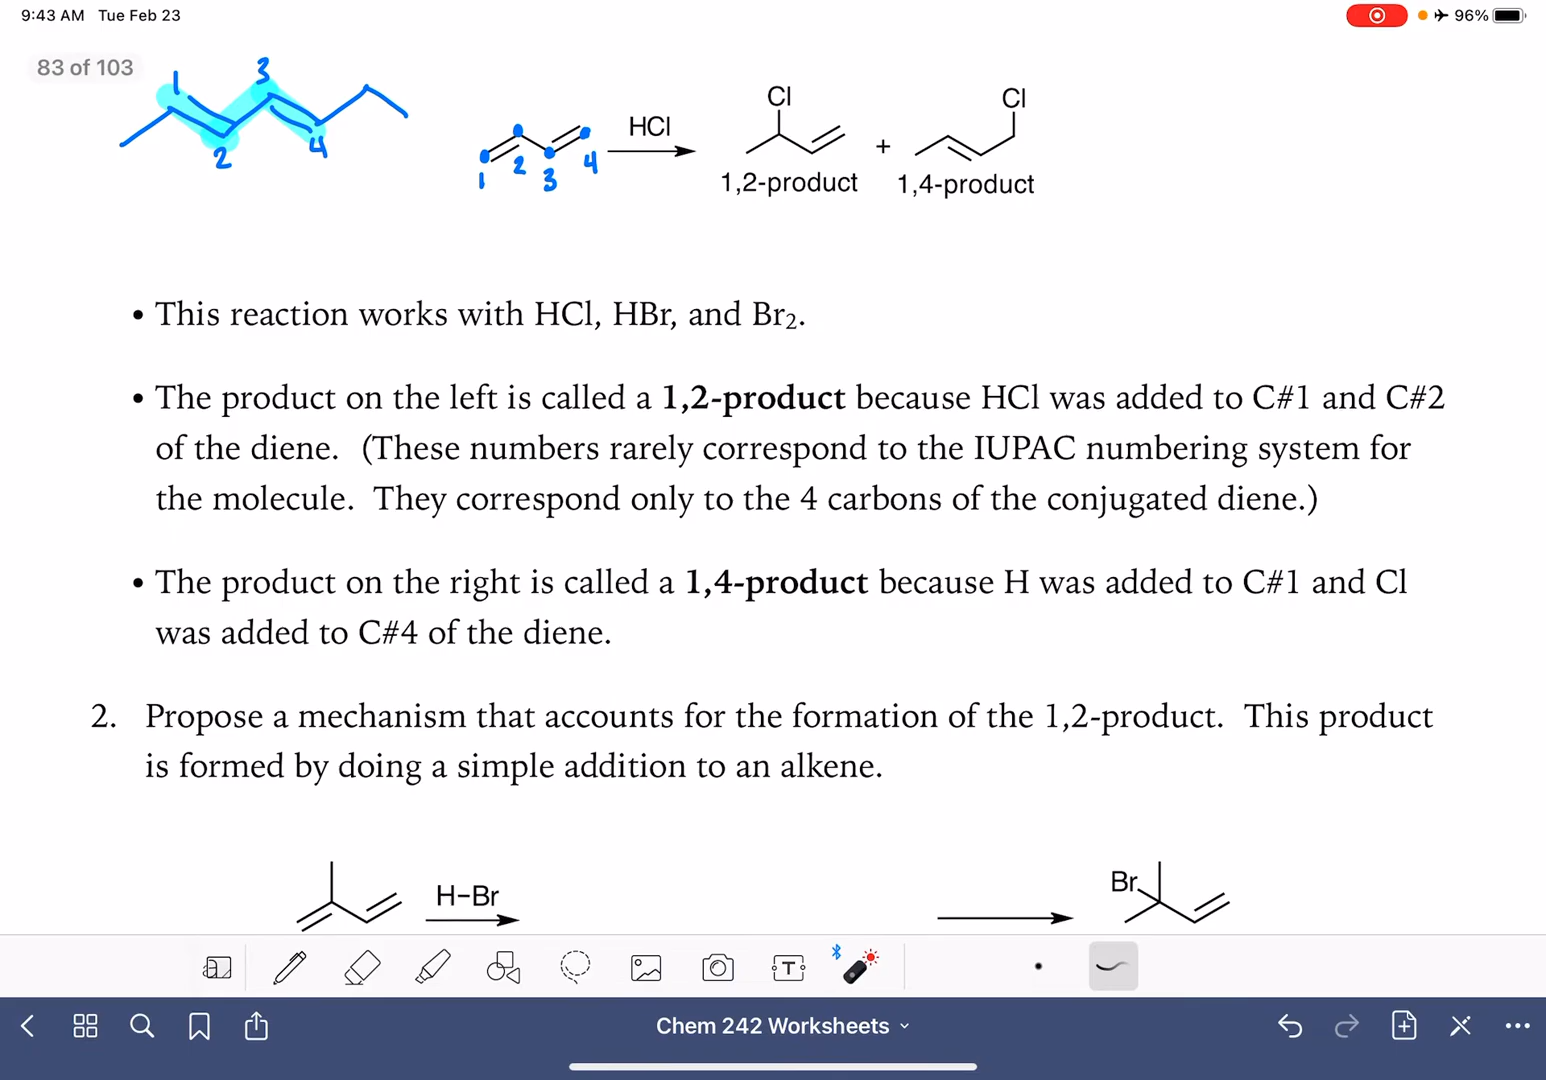 9:43 AM Tue Feb 23
96%
83 of 103
1
2
3
4
1
2
3
4
HCl
Cl
1,2-product
+
Cl
1,4-product
• This reaction works with HCl, HBr, and Br₂.
• The product on the left is called a 1,2-product because HCl was added to C#1 and C#2
of the diene. (These numbers rarely correspond to the IUPAC numbering system for
the molecule. They correspond only to the 4 carbons of the conjugated diene.)
• The product on the right is called a 1,4-product because H was added to C#1 and Cl
was added to C#4 of the diene.
2. Propose a mechanism that accounts for the formation of the 1,2-product. This product
is formed by doing a simple addition to an alkene.
H-Br
Br
T
Chem 242 Worksheets